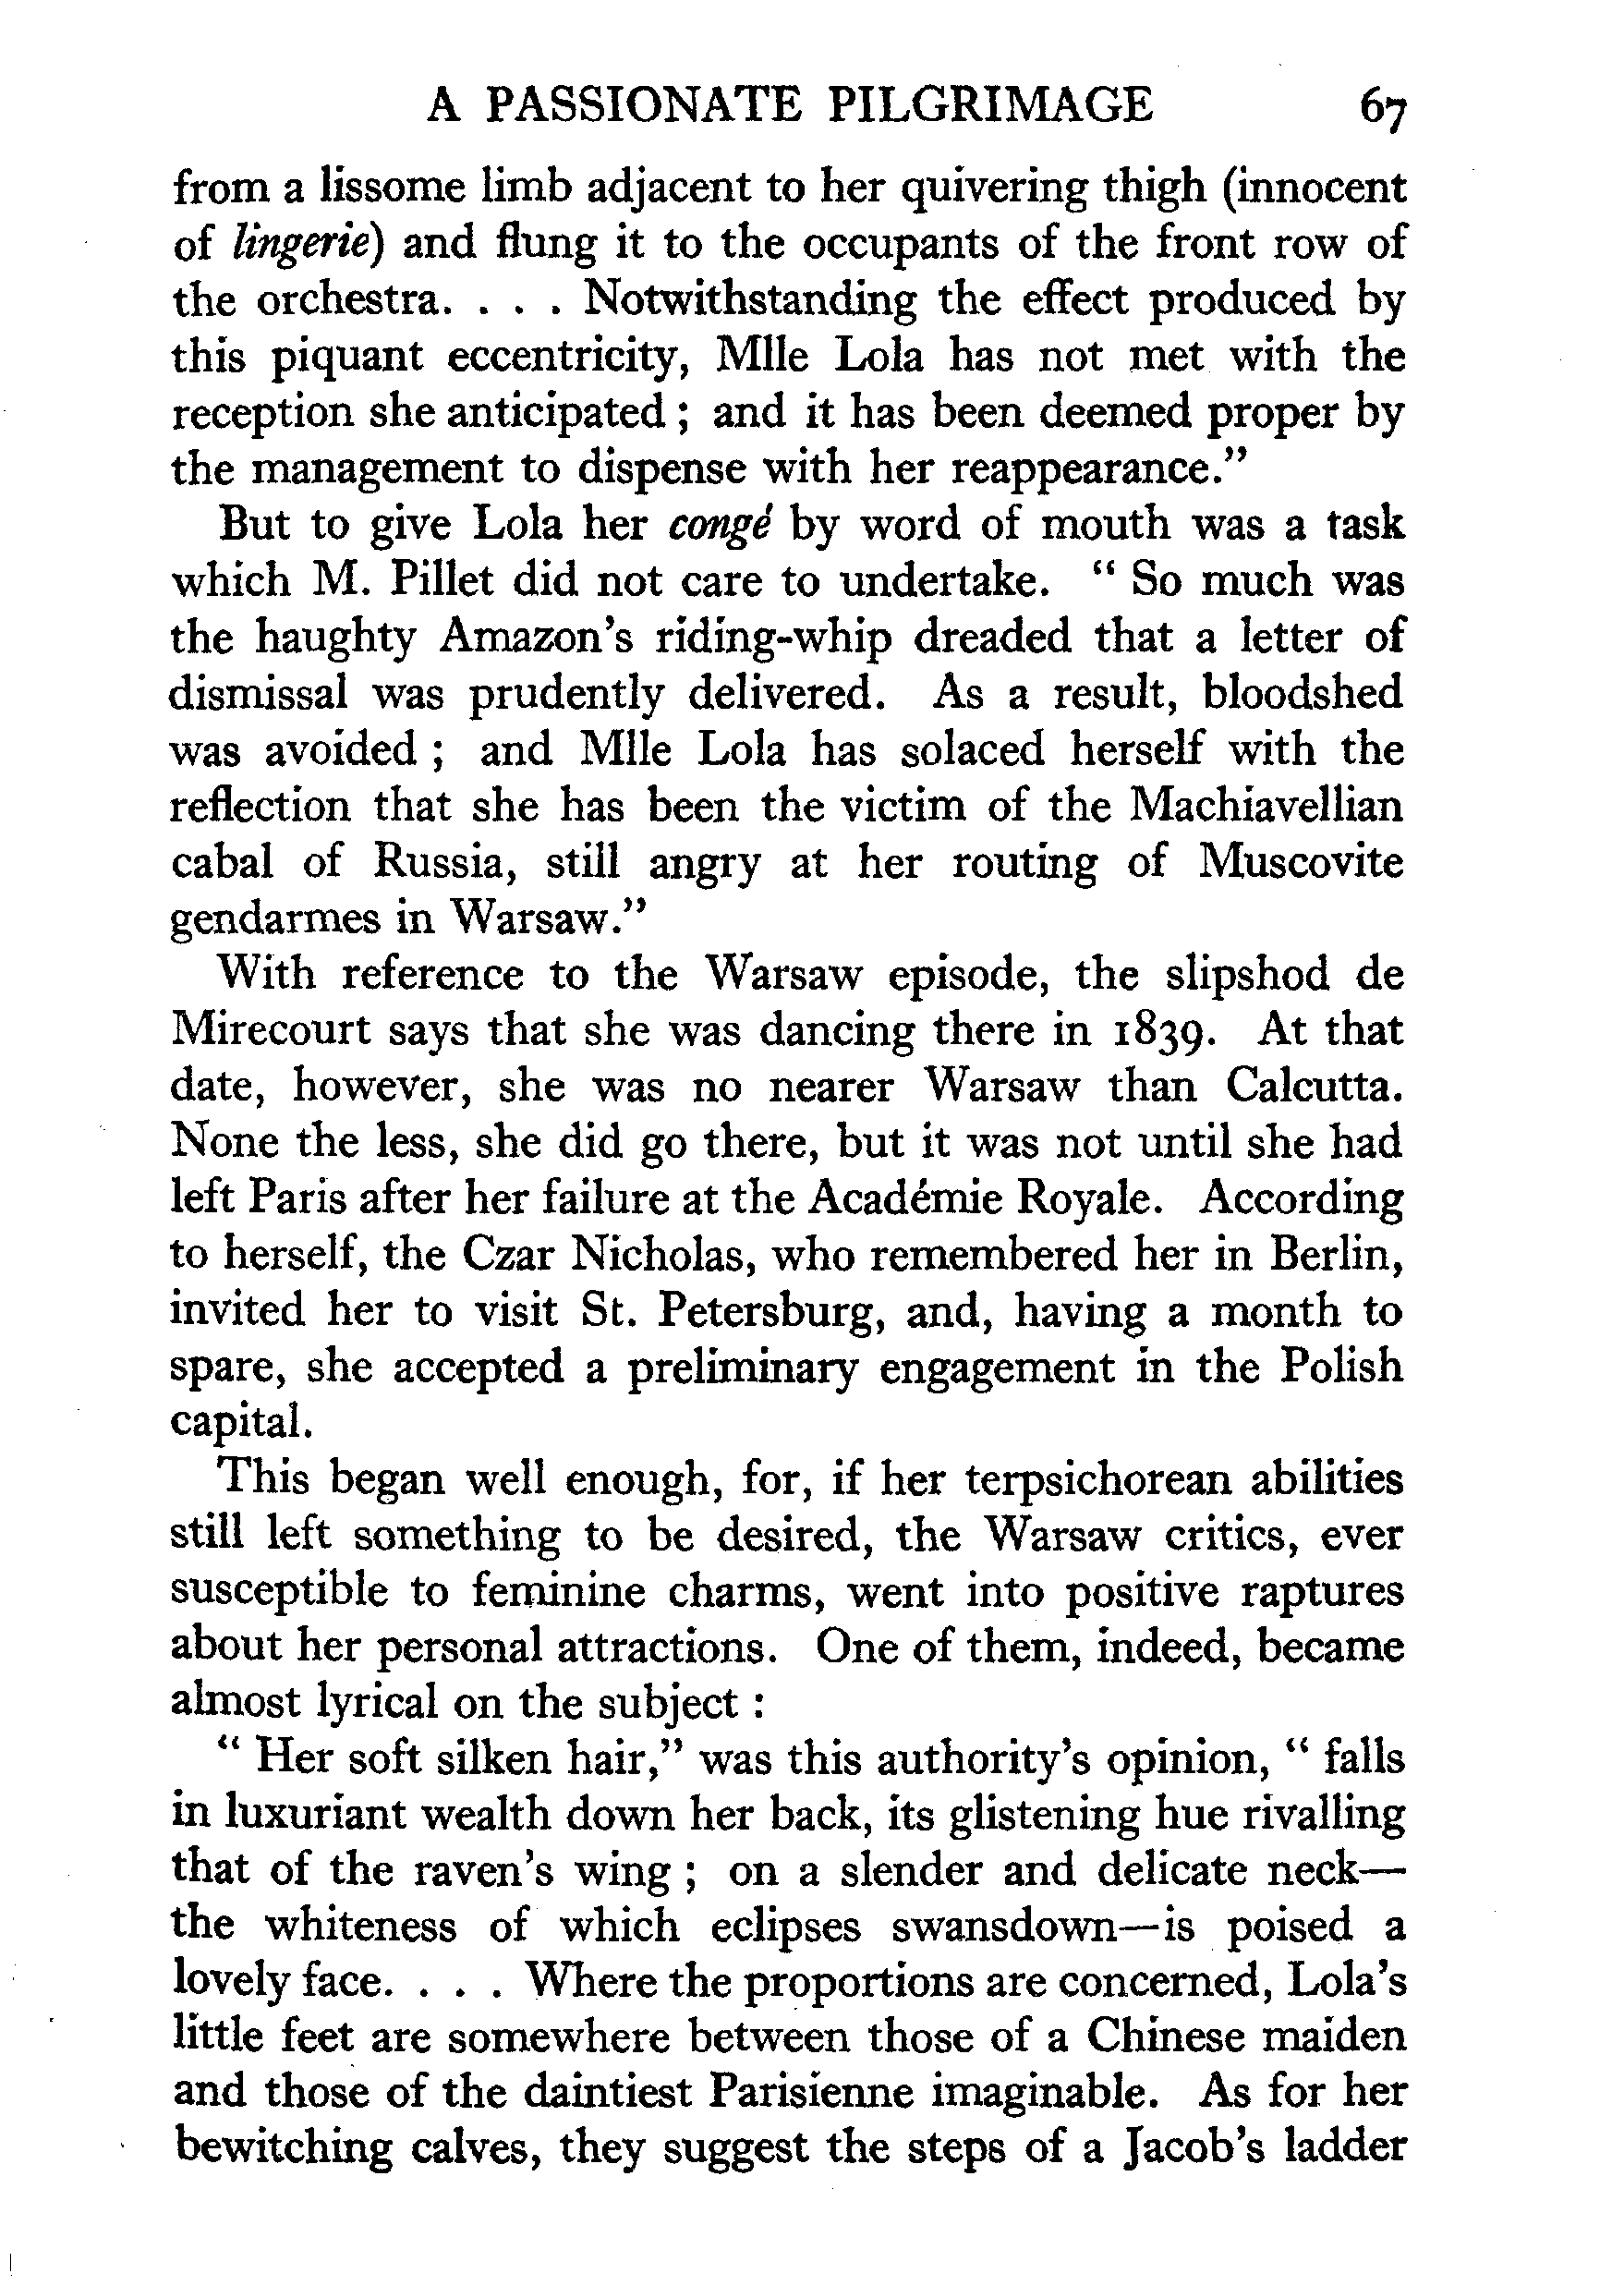 A PASSIONATE PILGRIMAGE 67
from a lissome limb adjacent to her quivering thigh (innocent
of lingerie) and flung it to the occupants of the front row of
the orchestra. . . . Notwithstanding the effect produced by
this piquant eccentricity, Mlle Lola has not met with the
reception she anticipated ; and it has been deemed proper by
the management to dispense with her reappearance.”
But to give Lola her congé by word of mouth was a task
which M. Pillet did not care to undertake. “ So much was
the haughty Amazon’s riding-whip dreaded that a letter of
dismissal was prudently delivered. As a result, bloodshed
was avoided ; and Mlle Lola has solaced herself with the
reflection that she has been the victim of the Machiavellian
cabal of Russia, still angry at her routing of Muscovite
gendarmes in Warsaw.”
With reference to the Warsaw episode, the slipshod de
Mirecourt says that she was dancing there in 1839. At that
date, however, she was no nearer Warsaw than Calcutta.
None the less, she did go there, but it was not until she had
left Paris after her failure at the Académie Royale. According
to herself, the Czar Nicholas, who remembered her in Berlin,
invited her to visit St. Petersburg, and, having a month to
spare, she accepted a preliminary engagement in the Polish
capital.
This began well enough, for, if her terpsichorean abilities
still left something to be desired, the Warsaw critics, ever
susceptible to feminine charms, went into positive raptures
about her personal attractions. One of them, indeed, became
almost lyrical on the subject :
“ Her soft silken hair,” was this authority’s opinion, “ falls
in luxuriant wealth down her back, its glistening hue rivalling
that of the raven’s wing ; on a slender and delicate neck—
the whiteness of which eclipses swansdown—is poised a
lovely face. . . . Where the proportions are concerned, Lola’s
little feet are somewhere between those of a Chinese maiden
and those of the daintiest Parisienne imaginable. As for her
bewitching calves, they suggest the steps of a Jacob’s ladder